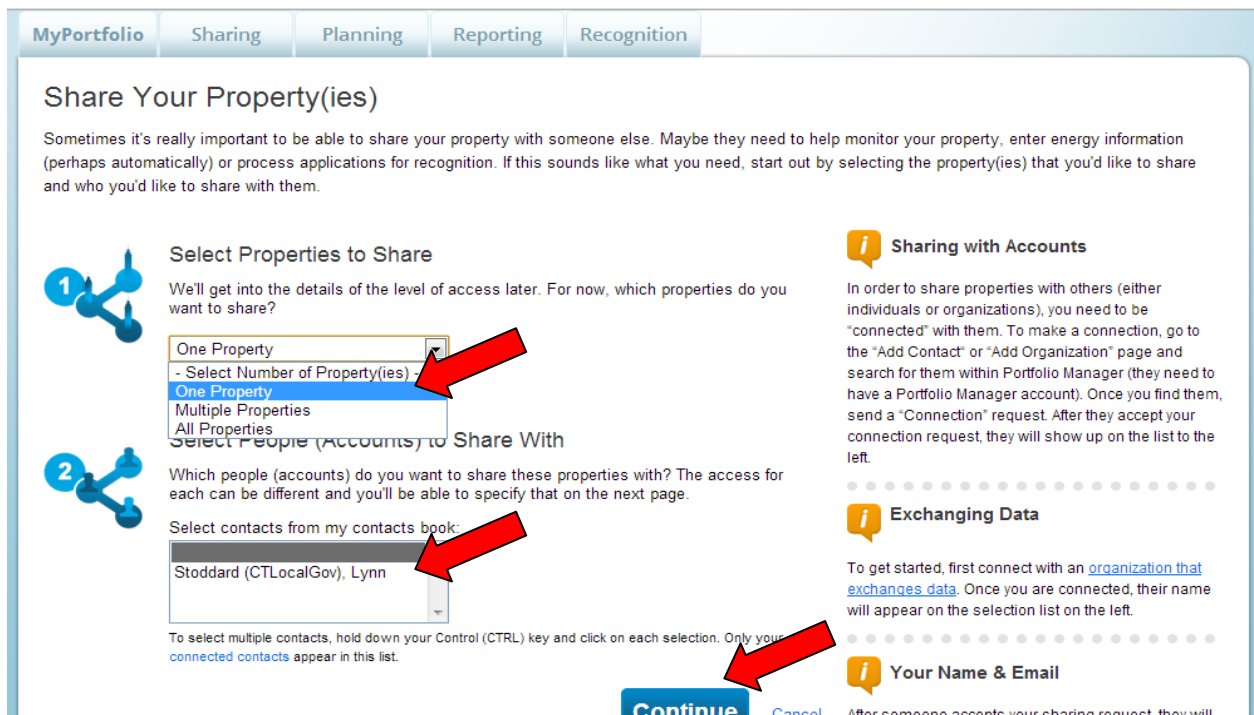 MyPortfolio
Sharing
Planning
Reporting
Recognition
Share Your Property(ies)
Sometimes it's really important to be able to share your property with someone else. Maybe they need to help monitor your property, enter energy information
(perhaps automatically) or process applications for recognition. If this sounds like what you need, start out by selecting the property(ies) that you'd like to share
and who you'd like to share with them.
1
Select Properties to Share
We'll get into the details of the level of access later. For now, which properties do you
want to share?
One Property
- Select Number of Property(ies) -
One Property
Multiple Properties
All Properties
2
Select People (Accounts) to Share With
Which people (accounts) do you want to share these properties with? The access for
each can be different and you'll be able to specify that on the next page.
Select contacts from my contacts book:
Stoddard (CTLocalGov), Lynn
To select multiple contacts, hold down your Control (CTRL) key and click on each selection. Only your
connected contacts appear in this list.
Continue
Cancel
i
Sharing with Accounts
In order to share properties with others (either
individuals or organizations), you need to be
“connected” with them. To make a connection, go to
the “Add Contact“ or “Add Organization” page and
search for them within Portfolio Manager (they need to
have a Portfolio Manager account). Once you find them,
send a “Connection” request. After they accept your
connection request, they will show up on the list to the
left.
i
Exchanging Data
To get started, first connect with an organization that
exchanges data. Once you are connected, their name
will appear on the selection list on the left.
i
Your Name & Email
After someone accepts your sharing request, they will